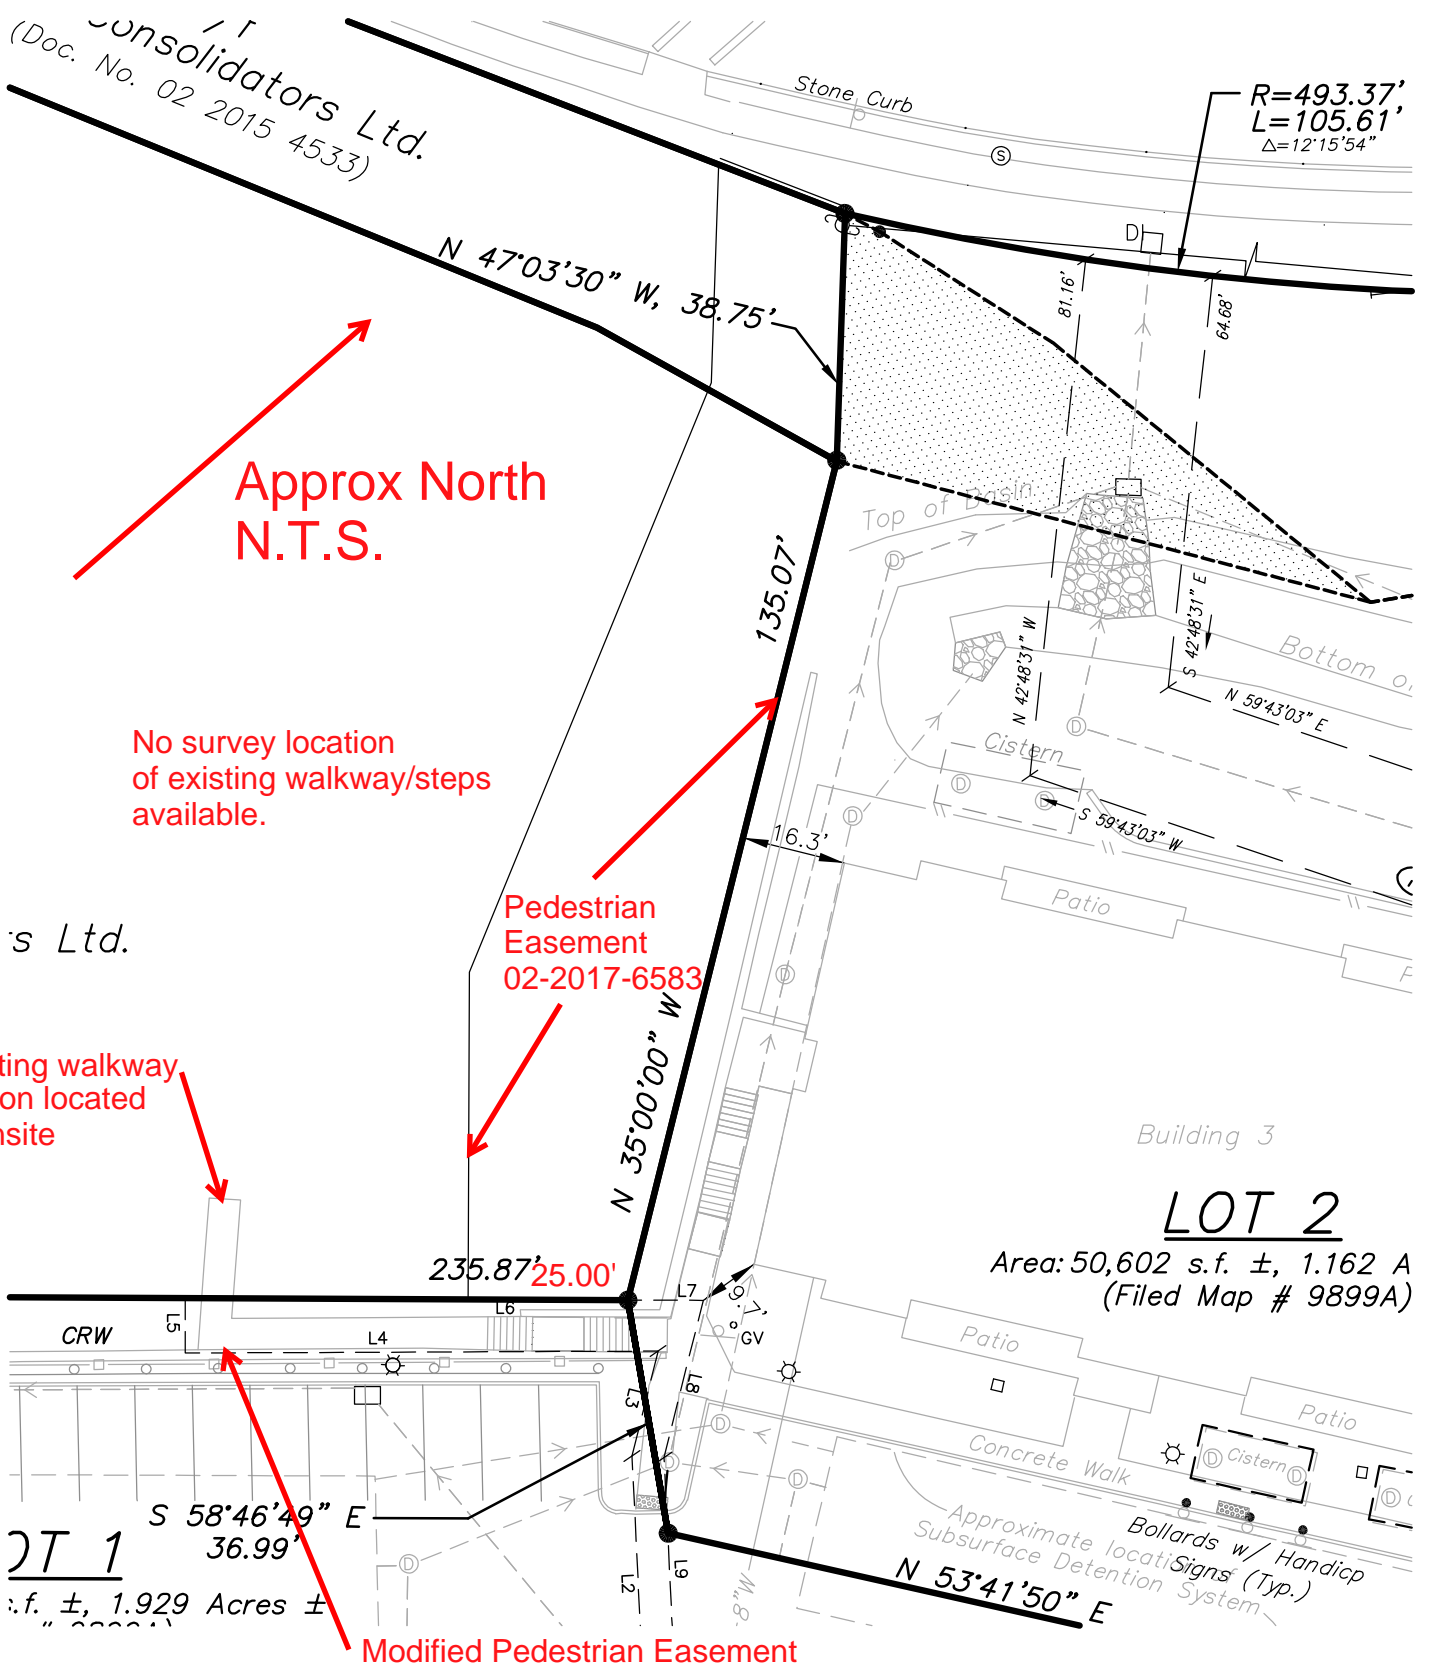 Consolidators Ltd.
(Doc. No. 02 2015 4533)
Stone Curb
R=493.37',
L=105.61'
Δ=12°15'54"
S
D
N 47°03'30" W, 38.75'
81.16'
64.68'
Approx North
N.T.S.
Top of Basin
D
135.07'
N 42°48'31" W
S 42°48'31" E
Bottom o
N 59°43'03" E
D
Cistern
D
D
S 59°43'03" W
D
No survey location
of existing walkway/steps
available.
16.3'
Patio
Pedestrian
Easement
02-2017-6583
s Ltd.
D
P
N 35°00'00" W
ting walkway
on located
nsite
Building 3
LOT 2
Area: 50,602 s.f. ±, 1.162 A
(Filed Map # 9899A)
235.87'
25.00'
L7
9.7'
GV
L5
L6
CRW
L4
Patio
L3
L8
D
Patio
Concrete Walk
D
Cistern
D
D
D
D
S 58°46'49" E
36.99'
Approximate location of
Subsurface Detention System
Bollards w/ Handicp
Signs (Typ.)
OT 1
D
L2
L9
N 53°41'50" E
.f. ±, 1.929 Acres ±
8"W
Modified Pedestrian Easement